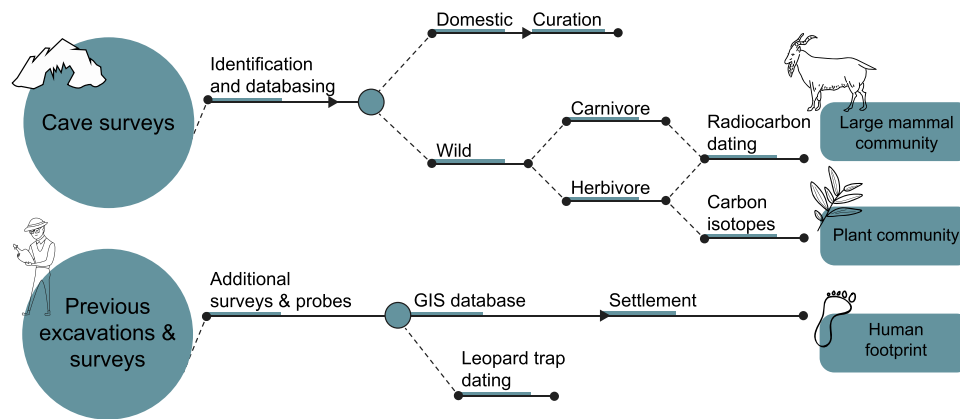 Cave surveys
Identification
and databasing
Domestic
Curation
Wild
Carnivore
Herbivore
Radiocarbon
dating
Carbon
isotopes
Large mammal
community
Plant community
Previous
excavations &
surveys
Additional
surveys & probes
GIS database
Settlement
Leopard trap
dating
Human
footprint